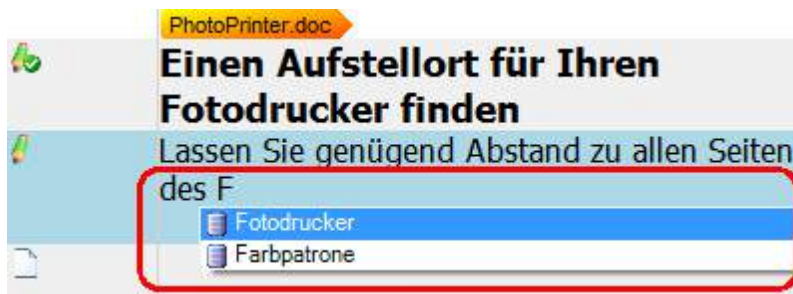 PhotoPrinter.doc
Einen Aufstellort für Ihren
Fotodrucker finden
Lassen Sie genügend Abstand zu allen Seiten
des F
Fotodrucker
Farbpatrone